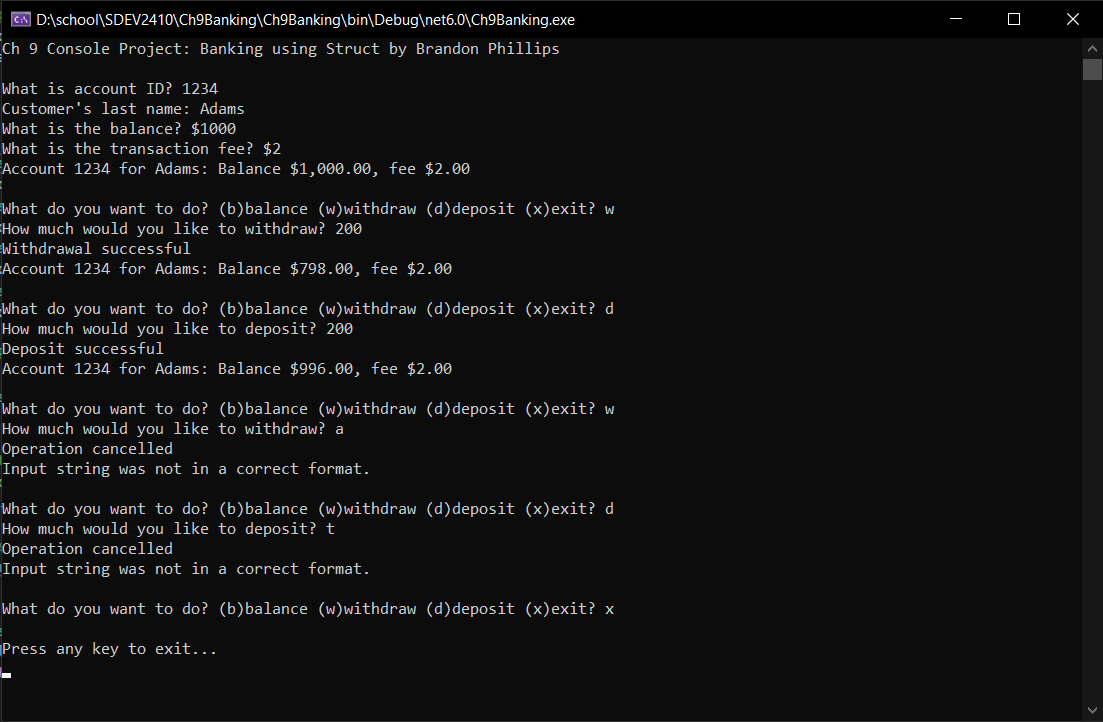 D:\school\SDEV2410\Ch9Banking\Ch9Banking\bin\Debug\net6.0\Ch9Banking.exe
Ch 9 Console Project: Banking using Struct by Brandon Phillips
What is account ID? 1234
Customer's last name: Adams
What is the balance? $1000
What is the transaction fee? $2
Account 1234 for Adams: Balance $1,000.00, fee $2.00
What do you want to do? (b)balance (w)withdraw (d)deposit (x)exit? w
How much would you like to withdraw? 200
Withdrawal successful
Account 1234 for Adams: Balance $798.00, fee $2.00
What do you want to do? (b)balance (w)withdraw (d)deposit (x)exit? d
How much would you like to deposit? 200
Deposit successful
Account 1234 for Adams: Balance $996.00, fee $2.00
What do you want to do? (b)balance (w)withdraw (d)deposit (x)exit? w
How much would you like to withdraw? a
Operation cancelled
Input string was not in a correct format.
What do you want to do? (b)balance (w)withdraw (d)deposit (x)exit? d
How much would you like to deposit? t
Operation cancelled
Input string was not in a correct format.
What do you want to do? (b)balance (w)withdraw (d)deposit (x)exit? x
Press any key to exit...